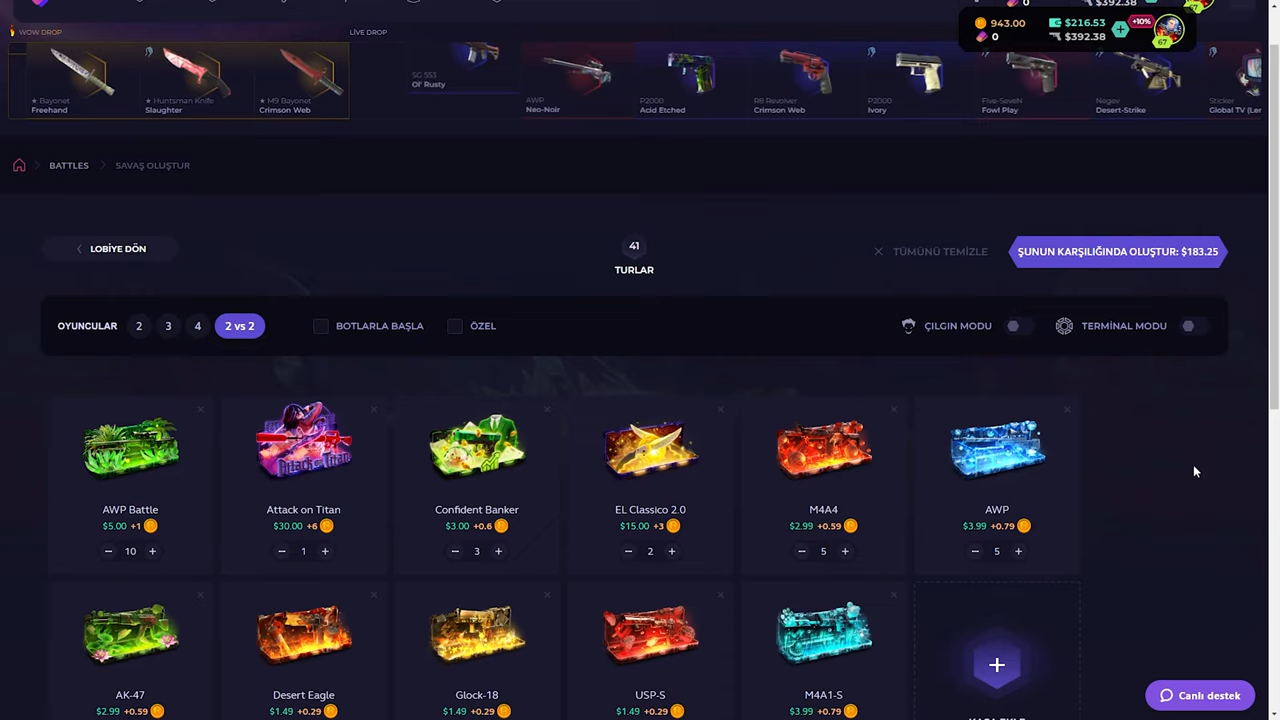 943.00
$216.53
+10%
0
$392.38
67
WOW DROP
LİVE DROP
★ Bayonet
Freehand
★ Huntsman Knife
Slaughter
★ M9 Bayonet
Crimson Web
SG 553
Ol' Rusty
AWP
Neo-Noir
P2000
Acid Etched
R8 Revolver
Crimson Web
P2000
Ivory
Five-SeveN
Fowl Play
Negev
Desert-Strike
Sticker
Global TV (Ler
BATTLES
SAVAŞ OLUŞTUR
LOBİYE DÖN
41
TURLAR
TÜMÜNÜ TEMİZLE
ŞUNUN KARŞILIĞINDA OLUŞTUR: $183.25
OYUNCULAR
2
3
4
2 vs 2
BOTLARLA BAŞLA
ÖZEL
ÇILGIN MODU
TERMİNAL MODU
AWP Battle
$5.00 +1
− 10 +
Attack on Titan
$30.00 +6
− 1 +
Confident Banker
$3.00 +0.6
− 3 +
EL Classico 2.0
$15.00 +3
− 2 +
M4A4
$2.99 +0.59
− 5 +
AWP
$3.99 +0.79
− 5 +
AK-47
$2.99 +0.59
Desert Eagle
$1.49 +0.29
Glock-18
$1.49 +0.29
USP-S
$1.49 +0.29
M4A1-S
$3.99 +0.79
Canlı destek